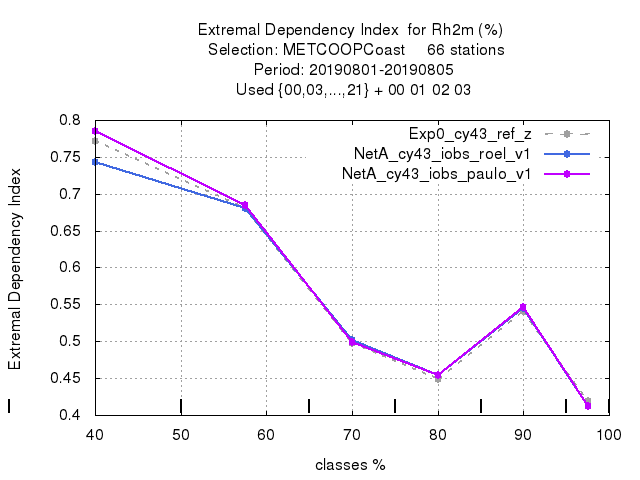 Extremal Dependency Index  for Rh2m (%)
Selection: METCOOPCoast     66 stations
Period: 20190801-20190805
Used {00,03,...,21} + 00 01 02 03
Exp0_cy43_ref_z
NetA_cy43_iobs_roel_v1
NetA_cy43_iobs_paulo_v1
Extremal Dependency Index
0.8
0.75
0.7
0.65
0.6
0.55
0.5
0.45
0.4
40 50 60 70 80 90 100
classes %